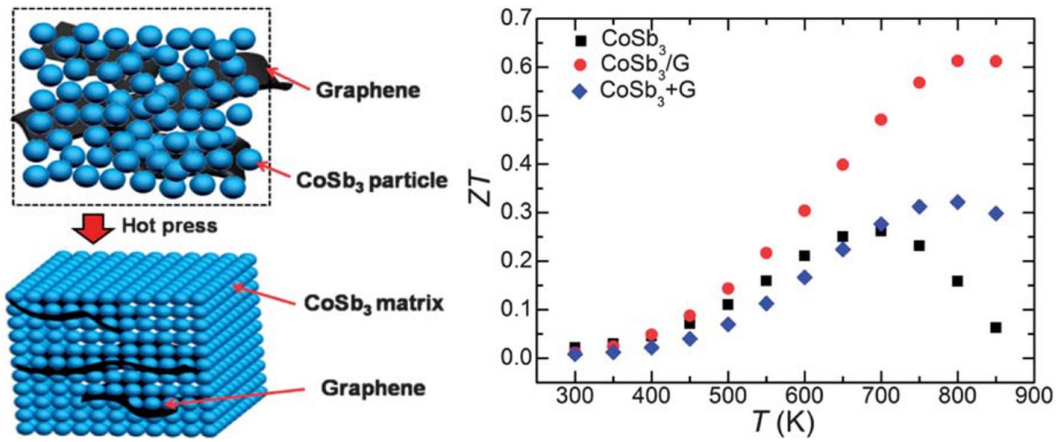 Graphene
CoSb₃ particle
Hot press
CoSb₃ matrix
Graphene
0.7
0.6
0.5
0.4
0.3
0.2
0.1
0.0
ZT
CoSb₃
CoSb₃/G
CoSb₃+G
300 400 500 600 700 800 900
T (K)